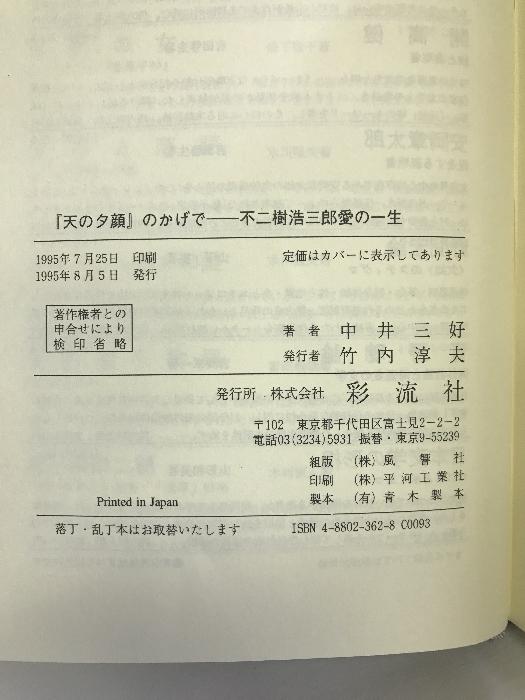 『天の夕顔』のかげで――不二樹浩三郎愛の一生
1995年7月25日 印刷
1995年8月5日 発行
定価はカバーに表示してあります
著作権者との
申合せにより
検印省略
著者 中井三好
発行者 竹内淳夫
発行所 株式会社 彩流社
〒102 東京都千代田区富士見2-2-2
電話03(3234)5931 振替・東京9-55239
組版 (株)風響社
印刷 (株)平河工業社
製本 (有)青木製本
Printed in Japan
落丁・乱丁本はお取替いたします
ISBN 4-8802-362-8 C0093